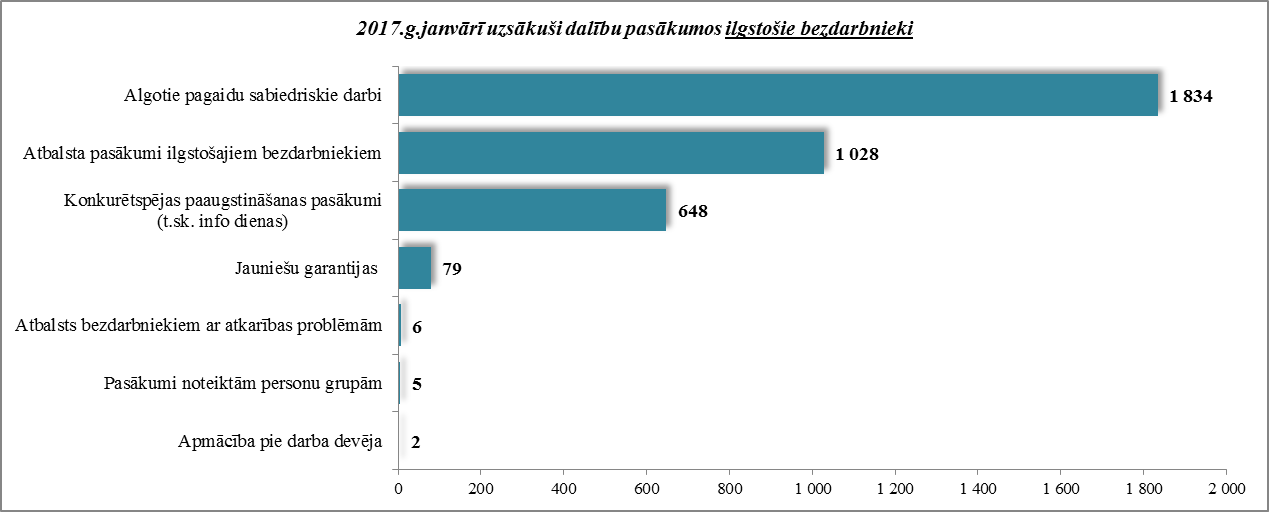 2017.g.janvārī uzsākuši dalību pasākumos ilgstošie bezdarbnieki
Algotie pagaidu sabiedriskie darbi
1 834
Atbalsta pasākumi ilgstošajiem bezdarbniekiem
1 028
Konkurētspējas paaugstināšanas pasākumi
(t.sk. info dienas)
648
Jauniešu garantijas
79
Atbalsts bezdarbniekiem ar atkarības problēmām
6
Pasākumi noteiktām personu grupām
5
Apmācība pie darba devēja
2
0 200 400 600 800 1 000 1 200 1 400 1 600 1 800 2 000